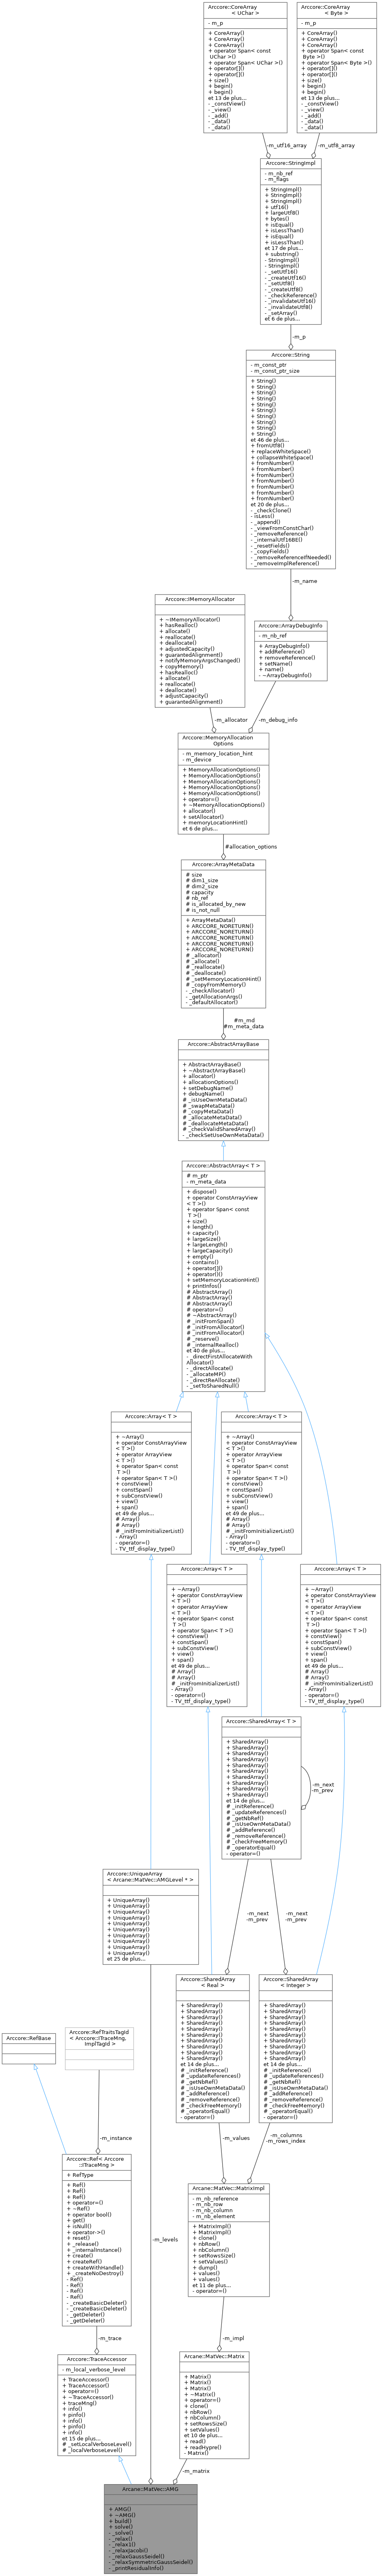 Arccore::CoreArray
< UChar >
- m_p
+ CoreArray()
+ CoreArray()
+ CoreArray()
+ operator Span< const
UChar >()
+ operator Span< UChar >()
+ operator[]()
+ operator[]()
+ size()
+ begin()
+ begin()
et 13 de plus...
- _constView()
- _view()
- _add()
- _data()
- _data()
Arccore::CoreArray
< Byte >
- m_p
+ CoreArray()
+ CoreArray()
+ CoreArray()
+ operator Span< const
Byte >()
+ operator Span< Byte >()
+ operator[]()
+ operator[]()
+ size()
+ begin()
+ begin()
et 13 de plus...
- _constView()
- _view()
- _add()
- _data()
- _data()
-m_utf16_array
-m_utf8_array
Arccore::StringImpl
- m_nb_ref
- m_flags
+ StringImpl()
+ StringImpl()
+ StringImpl()
+ utf16()
+ largeUtf8()
+ bytes()
+ isEqual()
+ isLessThan()
+ isEqual()
+ isLessThan()
et 17 de plus...
+ substring()
- StringImpl()
- StringImpl()
- _setUtf16()
- _createUtf16()
- _setUtf8()
- _createUtf8()
- _checkReference()
- _invalidateUtf16()
- _invalidateUtf8()
- _setArray()
et 6 de plus...
-m_p
Arccore::String
- m_const_ptr
- m_const_ptr_size
+ String()
+ String()
+ String()
+ String()
+ String()
+ String()
+ String()
+ String()
+ String()
+ String()
et 46 de plus...
+ fromUtf8()
+ replaceWhiteSpace()
+ collapseWhiteSpace()
+ fromNumber()
+ fromNumber()
+ fromNumber()
+ fromNumber()
+ fromNumber()
+ fromNumber()
+ fromNumber()
et 20 de plus...
- _checkClone()
- isLess()
- _append()
- _viewFromConstChar()
- _removeReference()
- _internalUtf16BE()
- _resetFields()
- _copyFields()
- _removeReferenceIfNeeded()
- _removeImplReference()
-m_name
Arccore::IMemoryAllocator
+ ~IMemoryAllocator()
+ hasRealloc()
+ allocate()
+ reallocate()
+ deallocate()
+ adjustedCapacity()
+ guarantedAlignment()
+ notifyMemoryArgsChanged()
+ copyMemory()
+ hasRealloc()
+ allocate()
+ reallocate()
+ deallocate()
+ adjustCapacity()
+ guarantedAlignment()
Arccore::ArrayDebugInfo
- m_nb_ref
+ ArrayDebugInfo()
+ addReference()
+ removeReference()
+ setName()
+ name()
- ~ArrayDebugInfo()
-m_allocator
-m_debug_info
Arccore::MemoryAllocation
Options
- m_memory_location_hint
- m_device
+ MemoryAllocationOptions()
+ MemoryAllocationOptions()
+ MemoryAllocationOptions()
+ MemoryAllocationOptions()
+ MemoryAllocationOptions()
+ operator=()
+ ~MemoryAllocationOptions()
+ allocator()
+ setAllocator()
+ memoryLocationHint()
et 6 de plus...
#allocation_options
Arccore::ArrayMetaData
# size
# dim1_size
# dim2_size
# capacity
# nb_ref
# is_allocated_by_new
# is_not_null
+ ArrayMetaData()
+ ARCCORE_NORETURN()
+ ARCCORE_NORETURN()
+ ARCCORE_NORETURN()
+ ARCCORE_NORETURN()
+ ARCCORE_NORETURN()
# _allocator()
# _allocate()
# _reallocate()
# _deallocate()
# _setMemoryLocationHint()
# _copyFromMemory()
- _checkAllocator()
- _getAllocationArgs()
- _defaultAllocator()
#m_md
#m_meta_data
Arccore::AbstractArrayBase
+ AbstractArrayBase()
+ ~AbstractArrayBase()
+ allocator()
+ allocationOptions()
+ setDebugName()
+ debugName()
# _isUseOwnMetaData()
# _swapMetaData()
# _copyMetaData()
# _allocateMetaData()
# _deallocateMetaData()
# _checkValidSharedArray()
- _checkSetUseOwnMetaData()
Arccore::AbstractArray< T >
# m_ptr
- m_meta_data
+ dispose()
+ operator ConstArrayView
< T >()
+ operator Span< const
T >()
+ size()
+ length()
+ capacity()
+ largeSize()
+ largeLength()
+ largeCapacity()
+ empty()
+ contains()
+ operator[]()
+ operator()()
+ setMemoryLocationHint()
+ printInfos()
# AbstractArray()
# AbstractArray()
# AbstractArray()
# operator=()
# ~AbstractArray()
# _initFromSpan()
# _initFromAllocator()
# _initFromAllocator()
# _reserve()
# _internalRealloc()
et 40 de plus...
- _directFirstAllocateWith
Allocator()
- _directAllocate()
- _allocateMP()
- _directReAllocate()
- _setToSharedNull()
Arccore::Array< T >
+ ~Array()
+ operator ConstArrayView
< T >()
+ operator ArrayView
< T >()
+ operator Span< const
T >()
+ operator Span< T >()
+ constView()
+ constSpan()
+ subConstView()
+ view()
+ span()
et 49 de plus...
# Array()
# Array()
# _initFromInitializerList()
- Array()
- operator=()
- TV_ttf_display_type()
Arccore::Array< T >
+ ~Array()
+ operator ConstArrayView
< T >()
+ operator ArrayView
< T >()
+ operator Span< const
T >()
+ operator Span< T >()
+ constView()
+ constSpan()
+ subConstView()
+ view()
+ span()
et 49 de plus...
# Array()
# Array()
# _initFromInitializerList()
- Array()
- operator=()
- TV_ttf_display_type()
Arccore::Array< T >
+ ~Array()
+ operator ConstArrayView
< T >()
+ operator ArrayView
< T >()
+ operator Span< const
T >()
+ operator Span< T >()
+ constView()
+ constSpan()
+ subConstView()
+ view()
+ span()
et 49 de plus...
# Array()
# Array()
# _initFromInitializerList()
- Array()
- operator=()
- TV_ttf_display_type()
Arccore::Array< T >
+ ~Array()
+ operator ConstArrayView
< T >()
+ operator ArrayView
< T >()
+ operator Span< const
T >()
+ operator Span< T >()
+ constView()
+ constSpan()
+ subConstView()
+ view()
+ span()
et 49 de plus...
# Array()
# Array()
# _initFromInitializerList()
- Array()
- operator=()
- TV_ttf_display_type()
Arccore::SharedArray< T >
+ SharedArray()
+ SharedArray()
+ SharedArray()
+ SharedArray()
+ SharedArray()
+ SharedArray()
+ SharedArray()
+ SharedArray()
+ SharedArray()
+ SharedArray()
et 14 de plus...
# _initReference()
# _updateReferences()
# _getNbRef()
# _isUseOwnMetaData()
# _addReference()
# _removeReference()
# _checkFreeMemory()
# _operatorEqual()
- operator=()
-m_next
-m_prev
Arccore::UniqueArray
< Arcane::MatVec::AMGLevel * >
+ UniqueArray()
+ UniqueArray()
+ UniqueArray()
+ UniqueArray()
+ UniqueArray()
+ UniqueArray()
+ UniqueArray()
+ UniqueArray()
+ UniqueArray()
+ UniqueArray()
et 25 de plus...
-m_next
-m_prev
-m_next
-m_prev
Arccore::SharedArray
< Real >
+ SharedArray()
+ SharedArray()
+ SharedArray()
+ SharedArray()
+ SharedArray()
+ SharedArray()
+ SharedArray()
+ SharedArray()
+ SharedArray()
+ SharedArray()
et 14 de plus...
# _initReference()
# _updateReferences()
# _getNbRef()
# _isUseOwnMetaData()
# _addReference()
# _removeReference()
# _checkFreeMemory()
# _operatorEqual()
- operator=()
Arccore::SharedArray
< Integer >
+ SharedArray()
+ SharedArray()
+ SharedArray()
+ SharedArray()
+ SharedArray()
+ SharedArray()
+ SharedArray()
+ SharedArray()
+ SharedArray()
+ SharedArray()
et 14 de plus...
# _initReference()
# _updateReferences()
# _getNbRef()
# _isUseOwnMetaData()
# _addReference()
# _removeReference()
# _checkFreeMemory()
# _operatorEqual()
- operator=()
Arccore::RefBase
Arccore::RefTraitsTagId
< Arccore::ITraceMng,
ImplTagId >
-m_instance
-m_values
-m_columns
-m_rows_index
Arccore::Ref< Arccore
::ITraceMng >
+ RefType
+ Ref()
+ Ref()
+ Ref()
+ operator=()
+ ~Ref()
+ operator bool()
+ get()
+ isNull()
+ operator->()
+ reset()
+ _release()
+ _internalInstance()
+ create()
+ createRef()
+ createWithHandle()
+ _createNoDestroy()
- Ref()
- Ref()
- Ref()
- Ref()
- _createBasicDeleter()
- _createBasicDeleter()
- _getDeleter()
- _getDeleter()
-m_levels
Arcane::MatVec::MatrixImpl
- m_nb_reference
- m_nb_row
- m_nb_column
- m_nb_element
+ MatrixImpl()
+ MatrixImpl()
+ clone()
+ nbRow()
+ nbColumn()
+ setRowsSize()
+ setValues()
+ dump()
+ values()
+ values()
et 11 de plus...
- operator=()
-m_trace
-m_impl
Arccore::TraceAccessor
- m_local_verbose_level
+ TraceAccessor()
+ TraceAccessor()
+ operator=()
+ ~TraceAccessor()
+ traceMng()
+ info()
+ pinfo()
+ info()
+ pinfo()
+ info()
et 15 de plus...
# _setLocalVerboseLevel()
# _localVerboseLevel()
Arcane::MatVec::Matrix
+ Matrix()
+ Matrix()
+ Matrix()
+ ~Matrix()
+ operator=()
+ clone()
+ nbRow()
+ nbColumn()
+ setRowsSize()
+ setValues()
et 10 de plus...
+ read()
+ readHypre()
- Matrix()
-m_matrix
Arcane::MatVec::AMG
+ AMG()
+ ~AMG()
+ build()
+ solve()
- _solve()
- _relax()
- _relax1()
- _relaxJacobi()
- _relaxGaussSeidel()
- _relaxSymmetricGaussSeidel()
- _printResidualInfo()